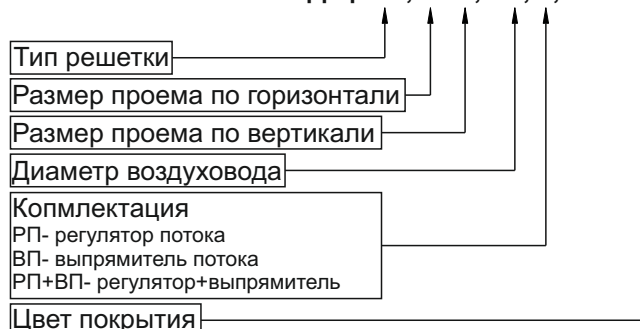 Тип решетки
Размер проема по горизонтали
Размер проема по вертикали
Диаметр воздуховода
Копмлектация
РП- регулятор потока
ВП- выпрямитель потока
РП+ВП- регулятор+выпрямитель
Цвет покрытия